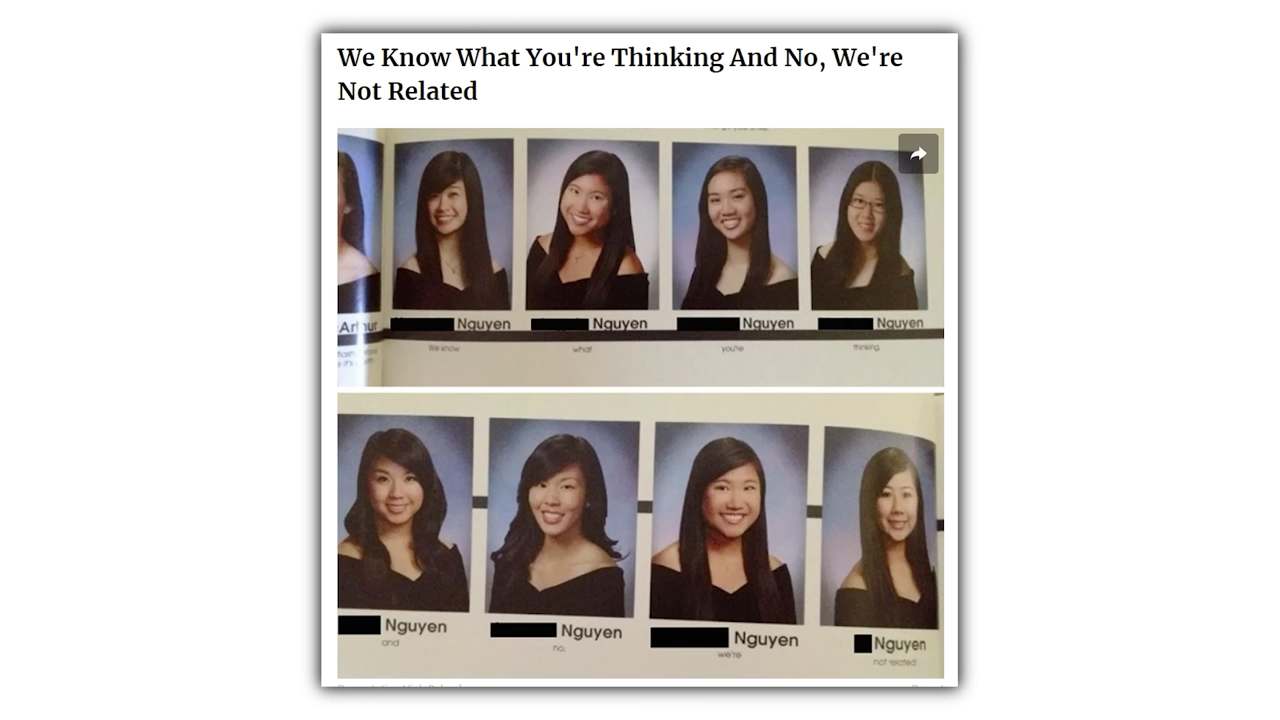 We Know What You're Thinking And No, We're
Not Related
Nguyen Nguyen Nguyen Nguyen
We know what you're thinking,
Nguyen Nguyen Nguyen Nguyen
and no, we're not related